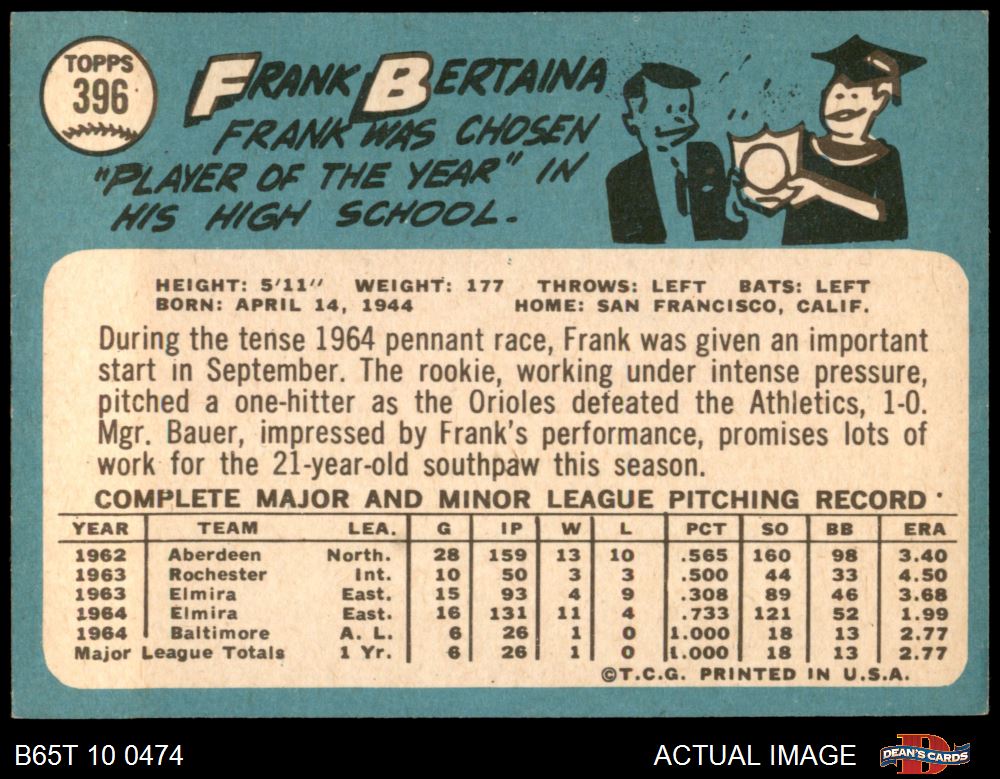 TOPPS
396
FRANK BERTAINA
FRANK WAS CHOSEN
"PLAYER OF THE YEAR" IN
HIS HIGH SCHOOL.
HEIGHT: 5'11" WEIGHT: 177 THROWS: LEFT BATS: LEFT
BORN: APRIL 14, 1944 HOME: SAN FRANCISCO, CALIF.
During the tense 1964 pennant race, Frank was given an important
start in September. The rookie, working under intense pressure,
pitched a one-hitter as the Orioles defeated the Athletics, 1-0.
Mgr. Bauer, impressed by Frank's performance, promises lots of
work for the 21-year-old southpaw this season.
COMPLETE MAJOR AND MINOR LEAGUE PITCHING RECORD
YEAR TEAM LEA. G IP W L PCT SO BB ERA
1962 Aberdeen North. 28 159 13 10 .565 160 98 3.40
1963 Rochester Int. 10 50 3 3 .500 44 33 4.50
1963 Elmira East. 15 93 4 9 .308 89 46 3.68
1964 Elmira East. 16 131 11 4 .733 121 52 1.99
1964 Baltimore A. L. 6 26 1 0 1.000 18 13 2.77
Major League Totals 1 Yr. 6 26 1 0 1.000 18 13 2.77
©T.C.G. PRINTED IN U.S.A.
B65T 10 0474 ACTUAL IMAGE DEAN'S CARDS